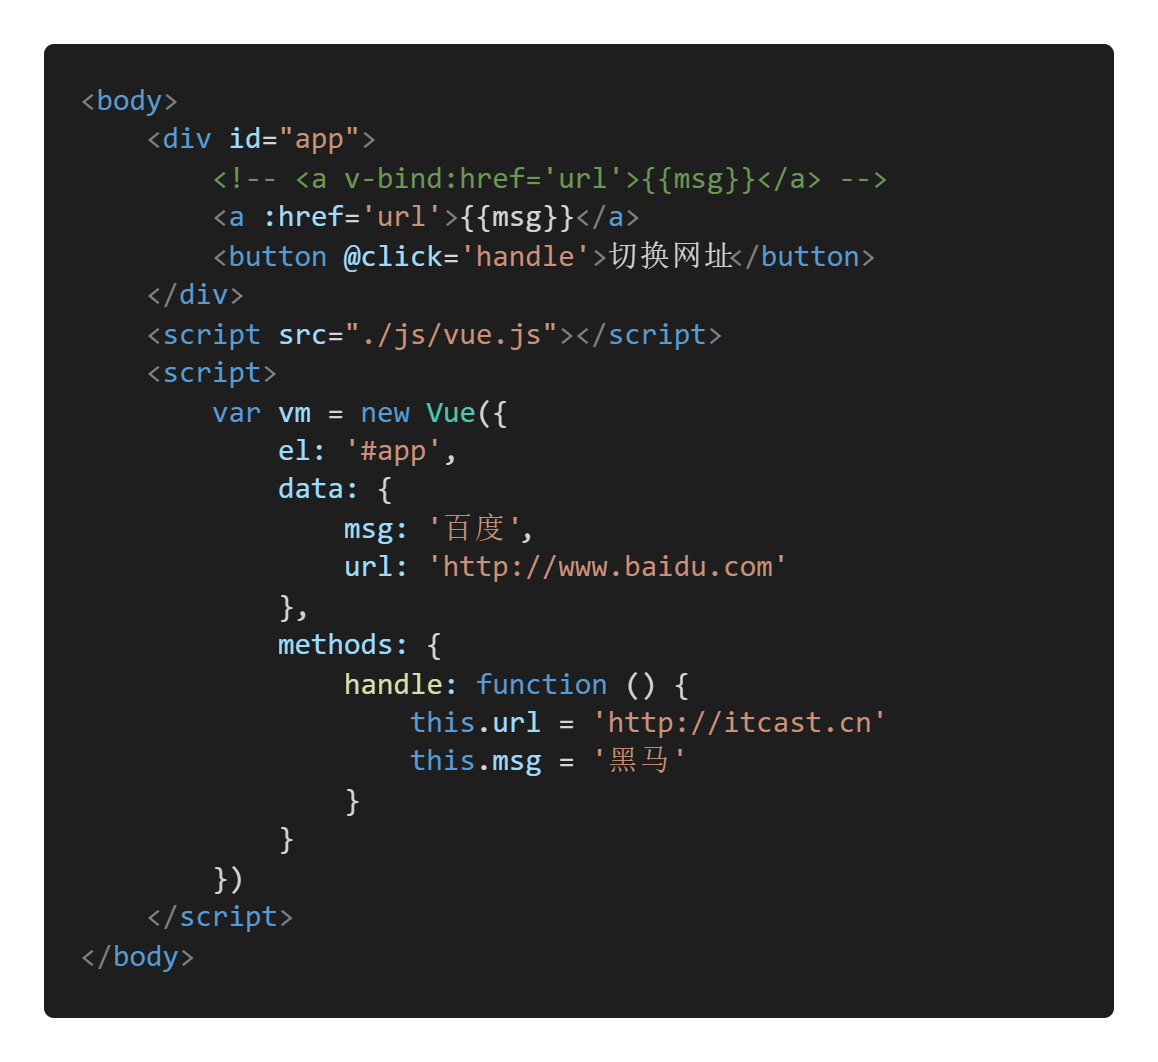 <body>
    <div id="app">
        <!-- <a v-bind:href='url'>{{msg}}</a> -->
        <a :href='url'>{{msg}}</a>
        <button @click='handle'>切换网址</button>
    </div>
    <script src="./js/vue.js"></script>
    <script>
        var vm = new Vue({
            el: '#app',
            data: {
                msg: '百度',
                url: 'http://www.baidu.com'
            },
            methods: {
                handle: function () {
                    this.url = 'http://itcast.cn'
                    this.msg = '黑马'
                }
            }
        })
    </script>
</body>